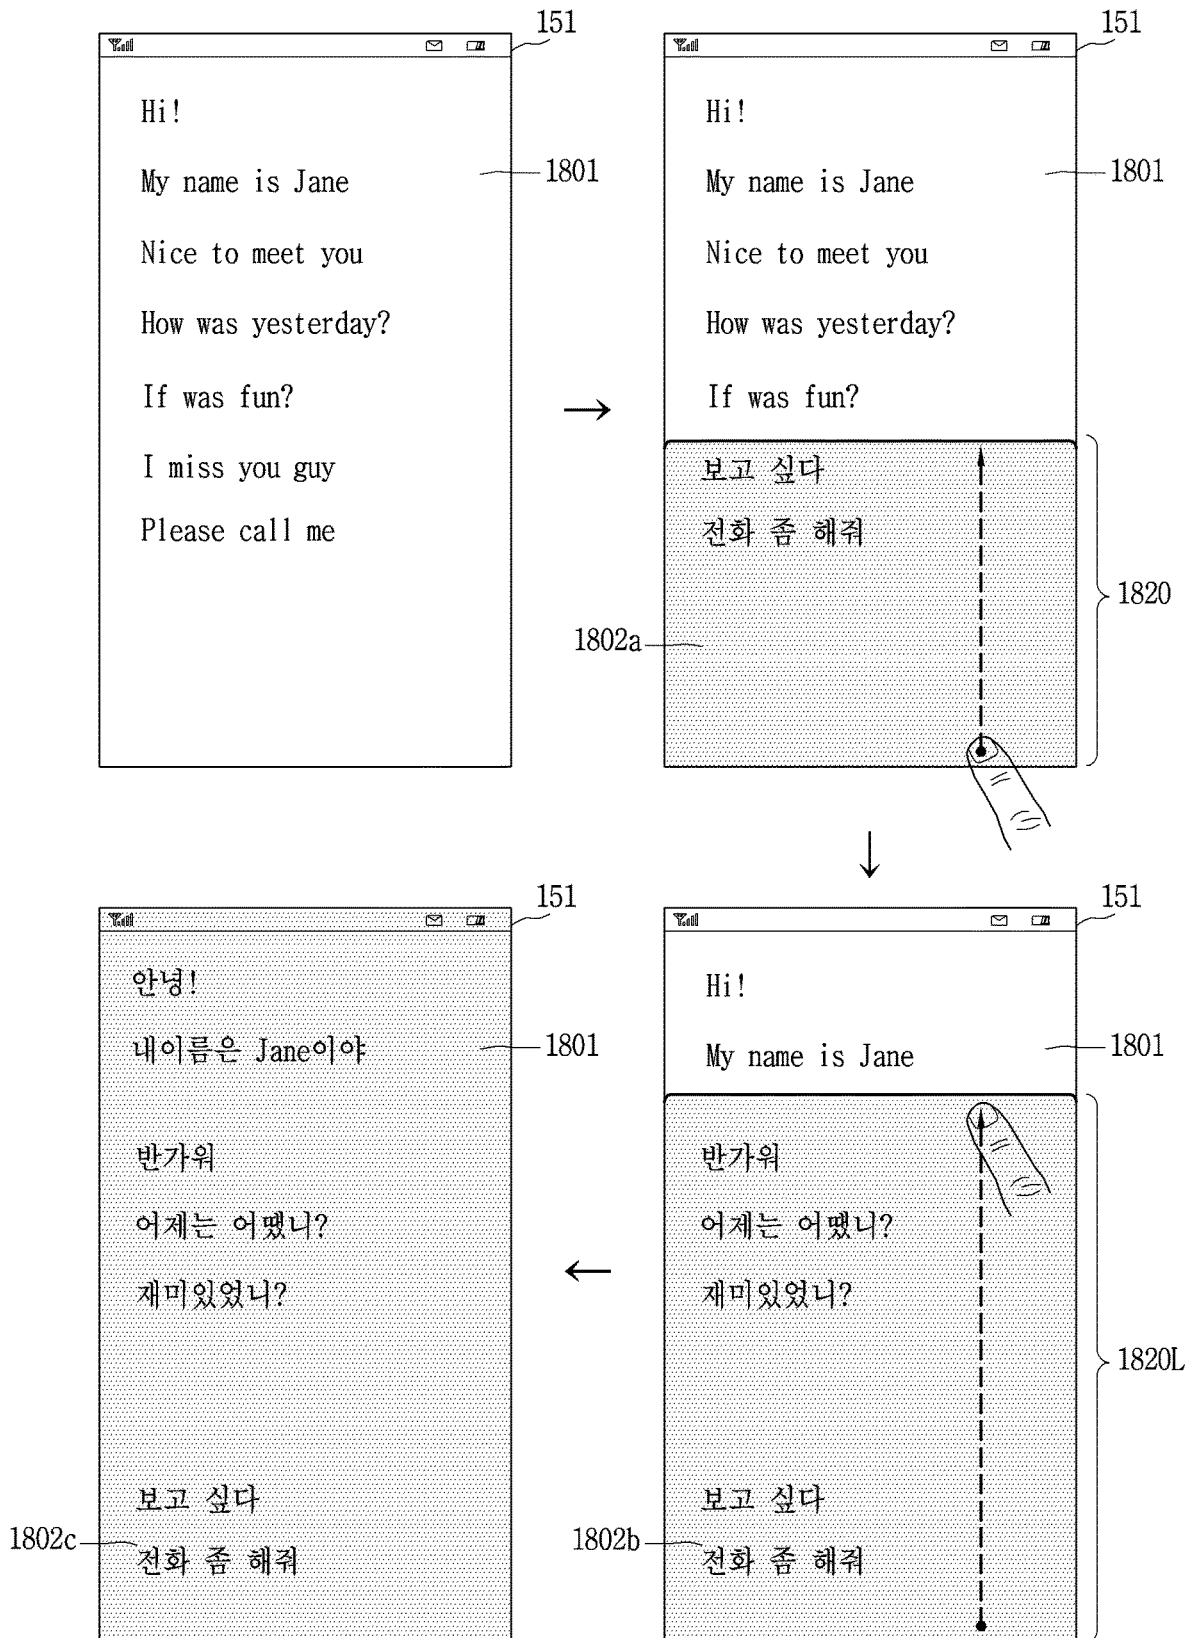 151
Hi!
My name is Jane
1801
Nice to meet you
How was yesterday?
If was fun?
I miss you guy
Please call me
151
Hi!
My name is Jane
1801
Nice to meet you
How was yesterday?
If was fun?
보고 싶다
전화 좀 해줘
1820
1802a
151
Hi!
My name is Jane
1801
반가워
어제는 어땠니?
재미있었니?
1820L
보고 싶다
1802b
전화 좀 해줘
151
안녕!
내이름은 Jane이야
1801
반가워
어제는 어땠니?
재미있었니?
보고 싶다
1802c
전화 좀 해줘